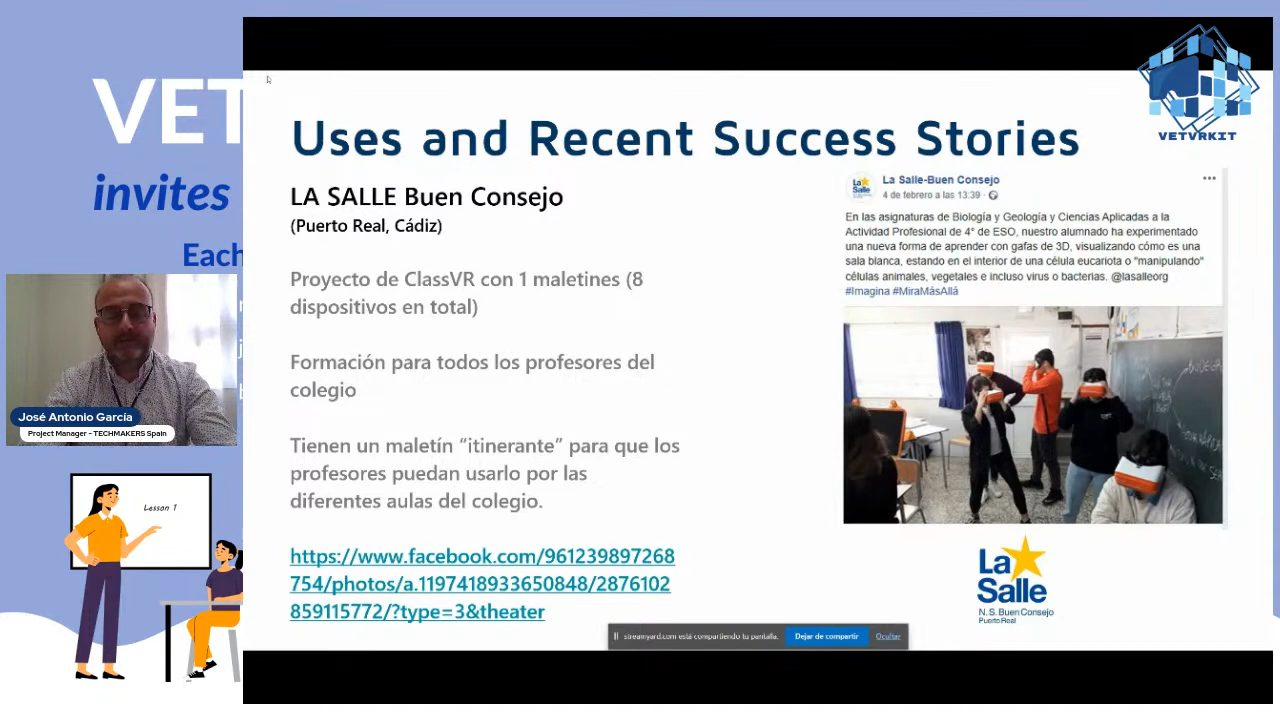 VET
invites
Each
José Antonio García
Project Manager - TECHMAKERS Spain
Lesson 1
VETVRKIT
Uses and Recent Success Stories
LA SALLE Buen Consejo
(Puerto Real, Cádiz)
Proyecto de ClassVR con 1 maletines (8
dispositivos en total)
Formación para todos los profesores del
colegio
Tienen un maletín “itinerante” para que los
profesores puedan usarlo por las
diferentes aulas del colegio.
https://www.facebook.com/961239897268
754/photos/a.1197418933650848/2876102
859115772/?type=3&theater
La Salle
La Salle-Buen Consejo
4 de febrero a las 13:39 ·
En las asignaturas de Biología y Geología y Ciencias Aplicadas a la
Actividad Profesional de 4° de ESO, nuestro alumnado ha experimentado
una nueva forma de aprender con gafas de 3D, visualizando cómo es una
sala blanca, estando en el interior de una célula eucariota o "manipulando"
células animales, vegetales e incluso virus o bacterias. @lasalleorg
#Imagina #MiraMásAllá
La
Salle
N. S. Buen Consejo
Puerto Real
streamyard.com está compartiendo tu pantalla.
Dejar de compartir
Ocultar